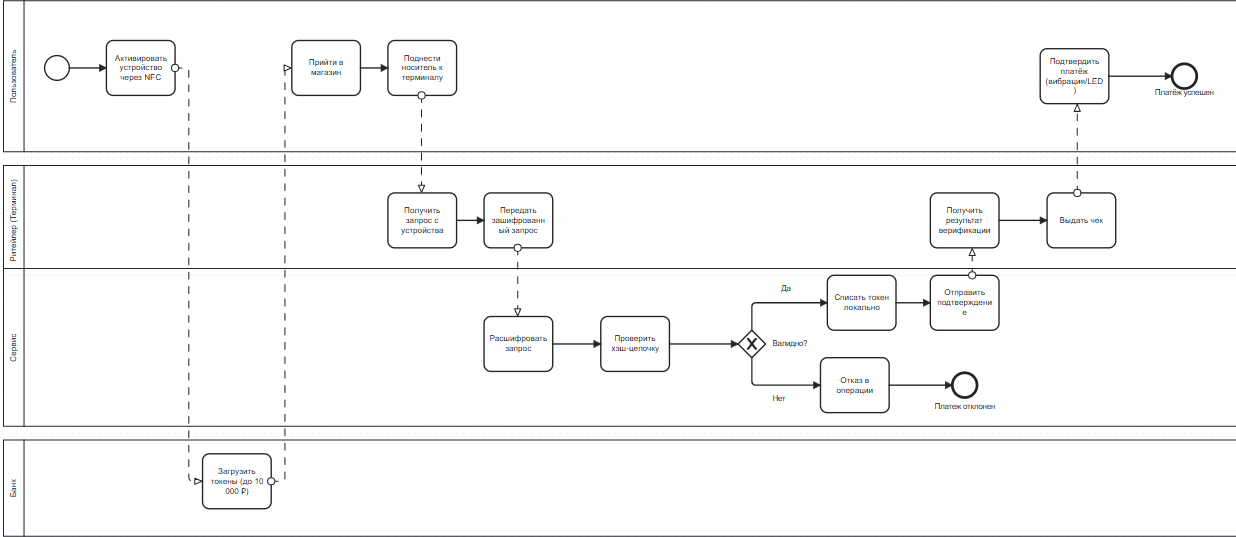 Пользователь
Активировать
устройство
через NFC
Прийти в
магазин
Поднести
носитель к
терминалу
Подтвердить
платёж
(вибрация/LED
)
Платёж успешен
Ритейлер (Терминал)
Получить
запрос с
устройства
Передать
зашифрованн
ый запрос
Получить
результат
верификации
Выдать чек
Сервис
Расшифровать
запрос
Проверить
хэш-цепочку
Валидно?
Да
Списать токен
локально
Отправить
подтверждени
е
Нет
Отказ в
операции
Платеж отклонен
Банк
Загрузить
токены (до 10
000 ₽)